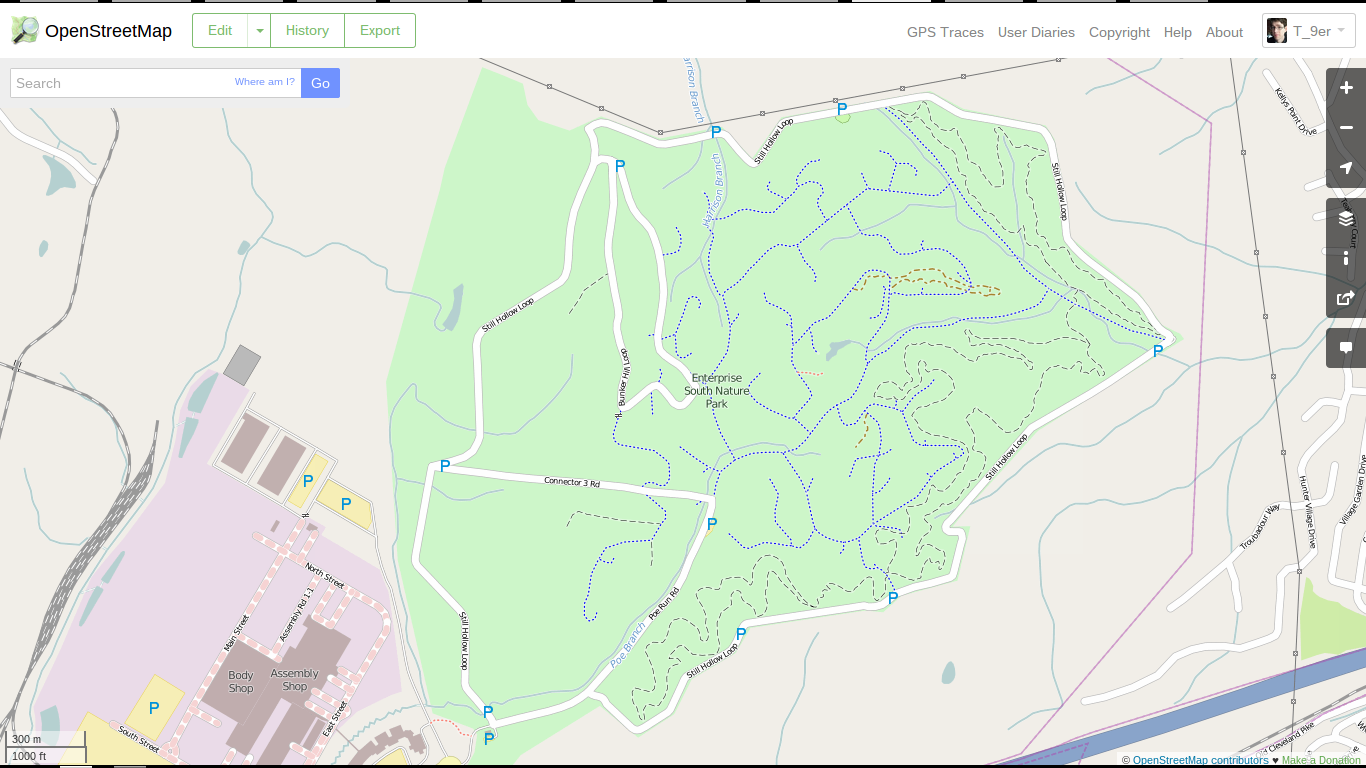 OpenStreetMap
Edit
History
Export
GPS Traces
User Diaries
Copyright
Help
About
T_9er
Search
Where am I?
Go
Harrison Branch
Still Hollow Loop
Kellys Point Drive
Harrison Branch
Still Hollow Loop
Court
Still Hollow Loop
Bunker Hill Loop
Enterprise
South Nature
Park
Still Hollow Loop
Connector 3 Rd
Hunter Village Drive
Village Garden Drive
Troubadour Way
North Street
Assembly Rd 1-1
Main Street
Still Hollow Loop
Poe Run Rd
Poe Branch
Still Hollow Loop
Body
Shop
Assembly
Shop
East Street
South Street
Old Cleveland Pike
P
P
P
P
P
P
P
P
P
P
P
P
P
300 m
1000 ft
© OpenStreetMap contributors ♥ Make a Donation